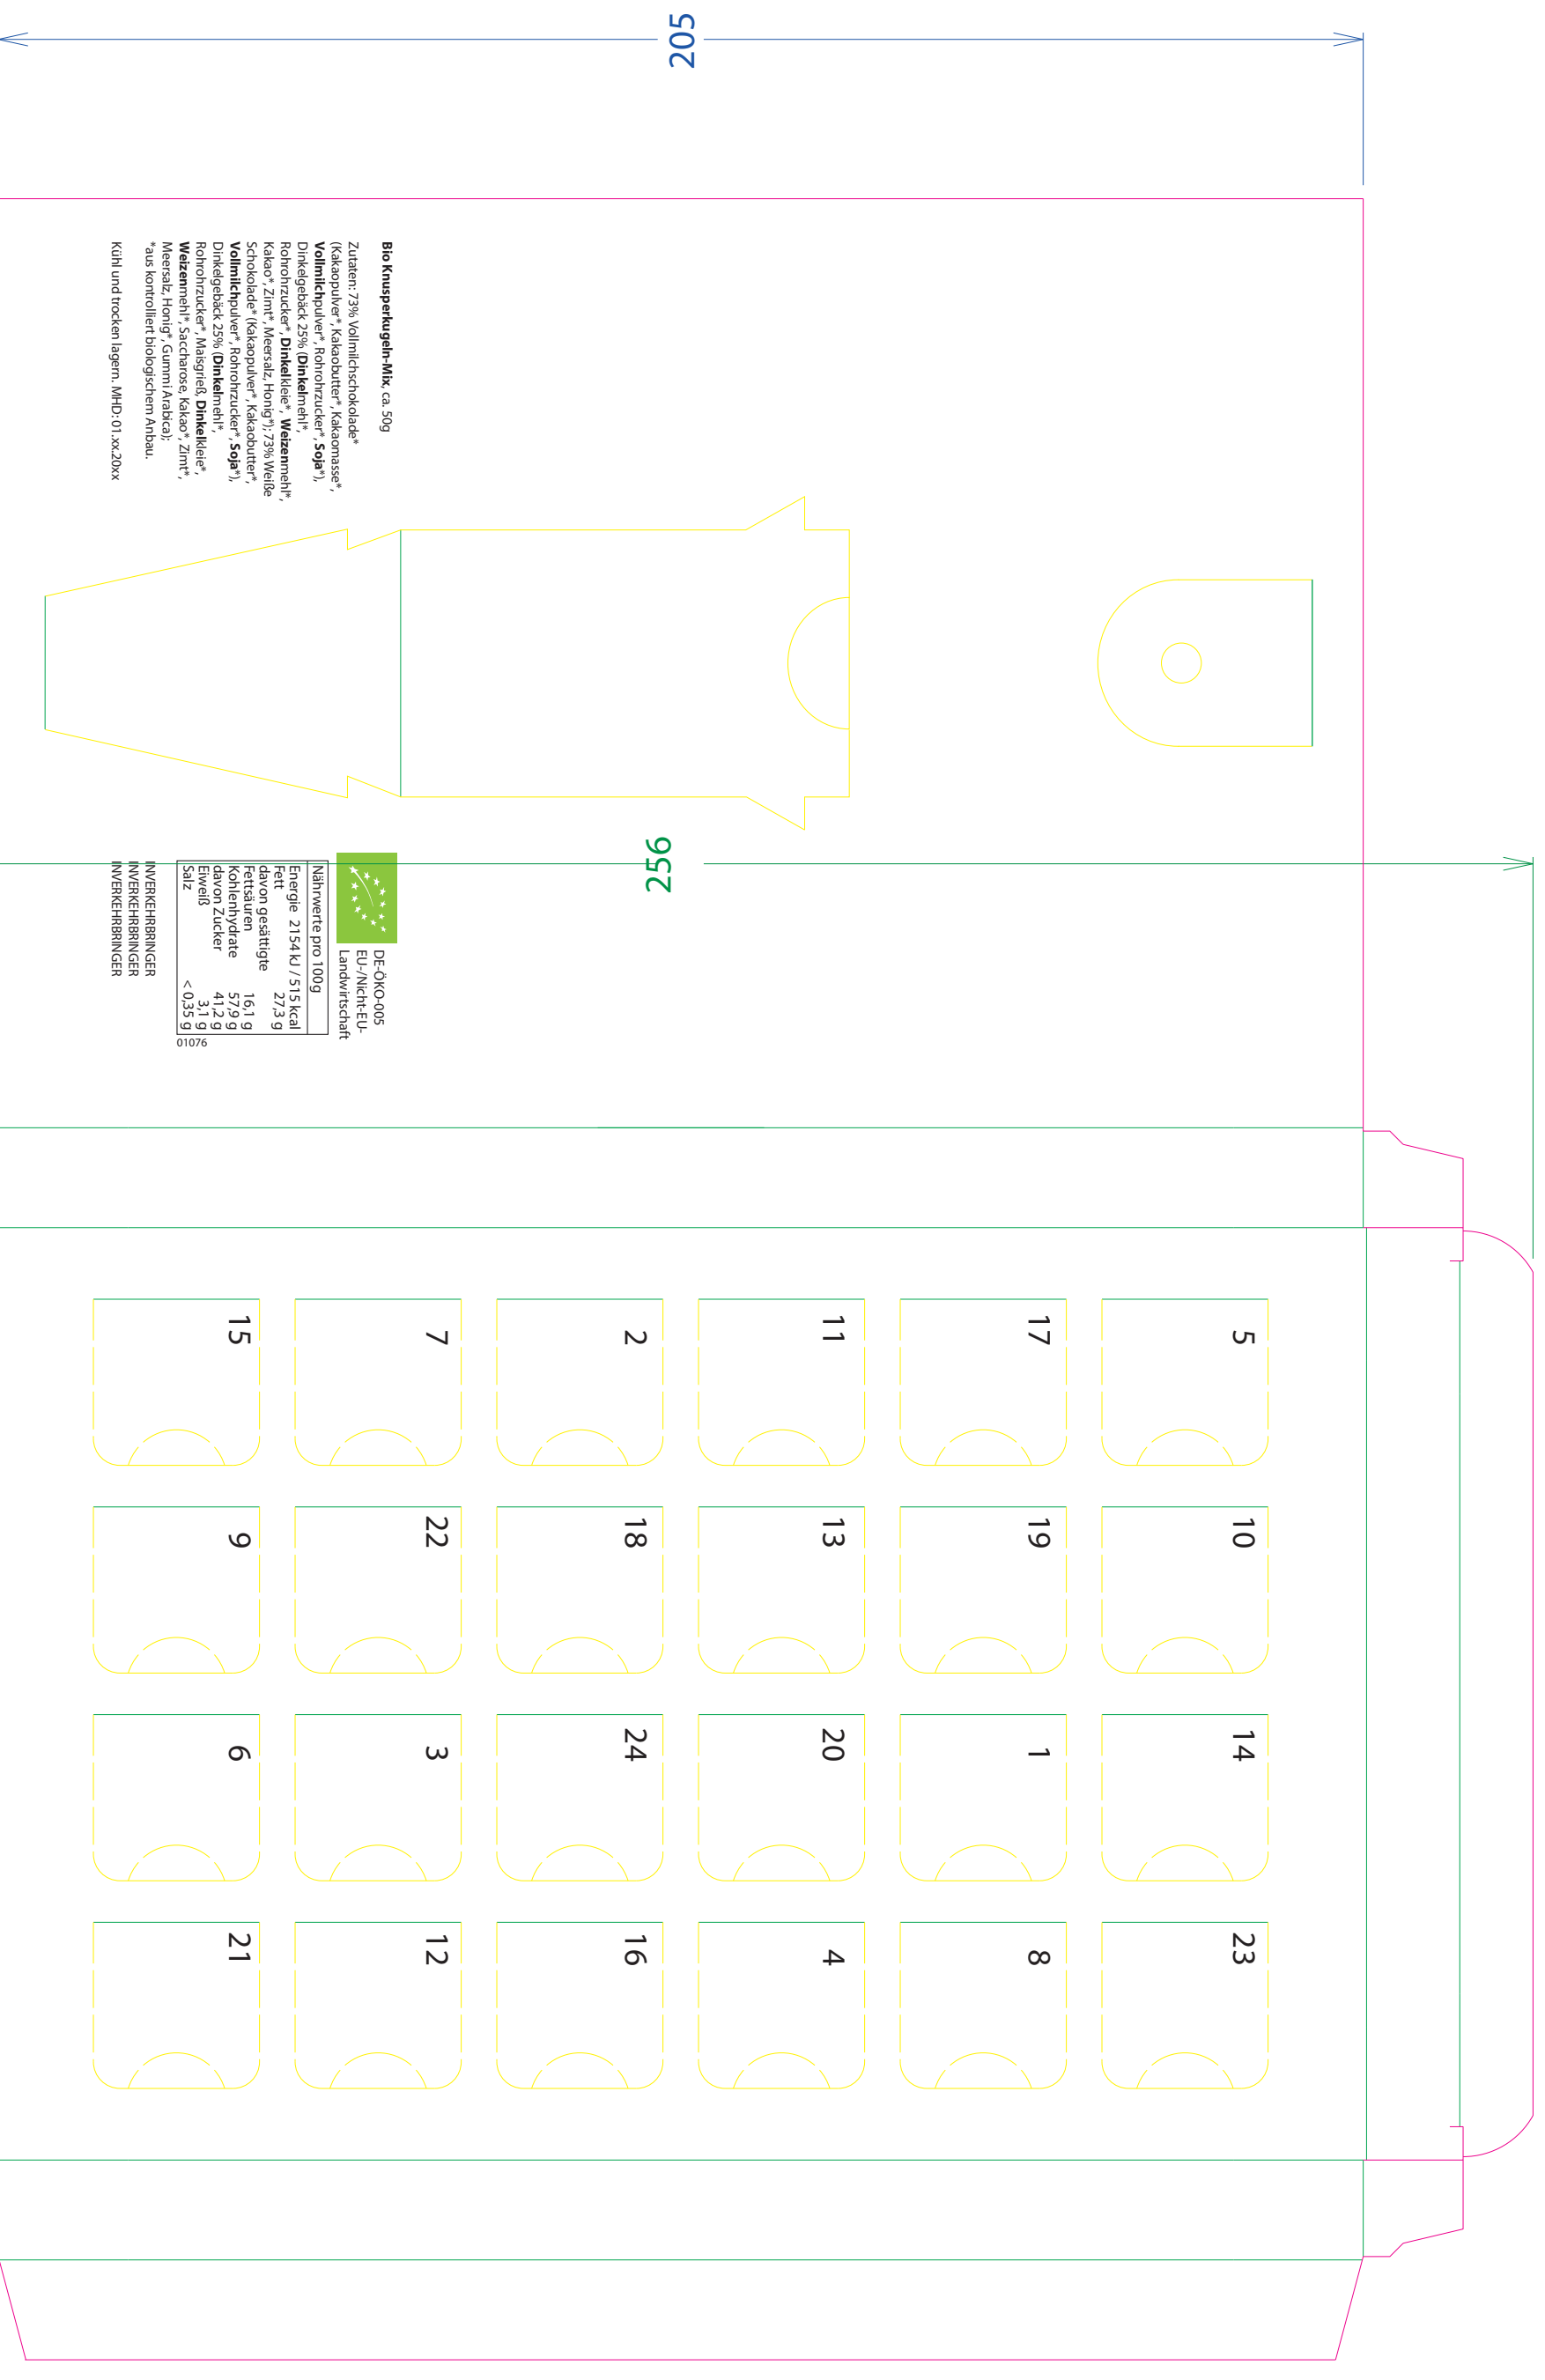 205
Bio Knusperkugeln-Mix, ca. 50g
Zutaten: 73% Vollmilchschokolade*
(Kakaopulver*, Kakaobutter*, Kakaomasse*,
Vollmilchpulver*, Rohrohrzucker*, Soja*),
Dinkelgebäck 25% (Dinkelmehl*,
Rohrohrzucker*, Dinkelkleie*, Weizenmehl*,
Kakao*, Zimt*, Meersalz, Honig*); 73% Weiße
Schokolade* (Kakaopulver*, Kakaobutter*,
Vollmilchpulver*, Rohrohrzucker*, Soja*),
Dinkelgebäck 25% (Dinkelmehl*,
Rohrohrzucker*, Maisgrieß, Dinkelkleie*,
Weizenmehl*, Saccharose, Kakao*, Zimt*,
Meersalz, Honig*, Gummi Arabica);
*aus kontrolliert biologischem Anbau.
Kühl und trocken lagern. MHD: 01.xx.20xx
256
DE-ÖKO-005
EU-/Nicht-EU-
Landwirtschaft
Nährwerte pro 100g
Energie 2154 kJ / 515 kcal
Fett 27,3 g
davon gesättigte
Fettsäuren 16,1 g
Kohlenhydrate 57,9 g
davon Zucker 41,2 g
Eiweiß 3,1 g
Salz < 0,35 g
01076
INVERKEHRBRINGER
INVERKEHRBRINGER
INVERKEHRBRINGER
5 10 14 23
17 19 1 8
11 13 20 4
2 18 24 16
7 22 3 12
15 9 6 21